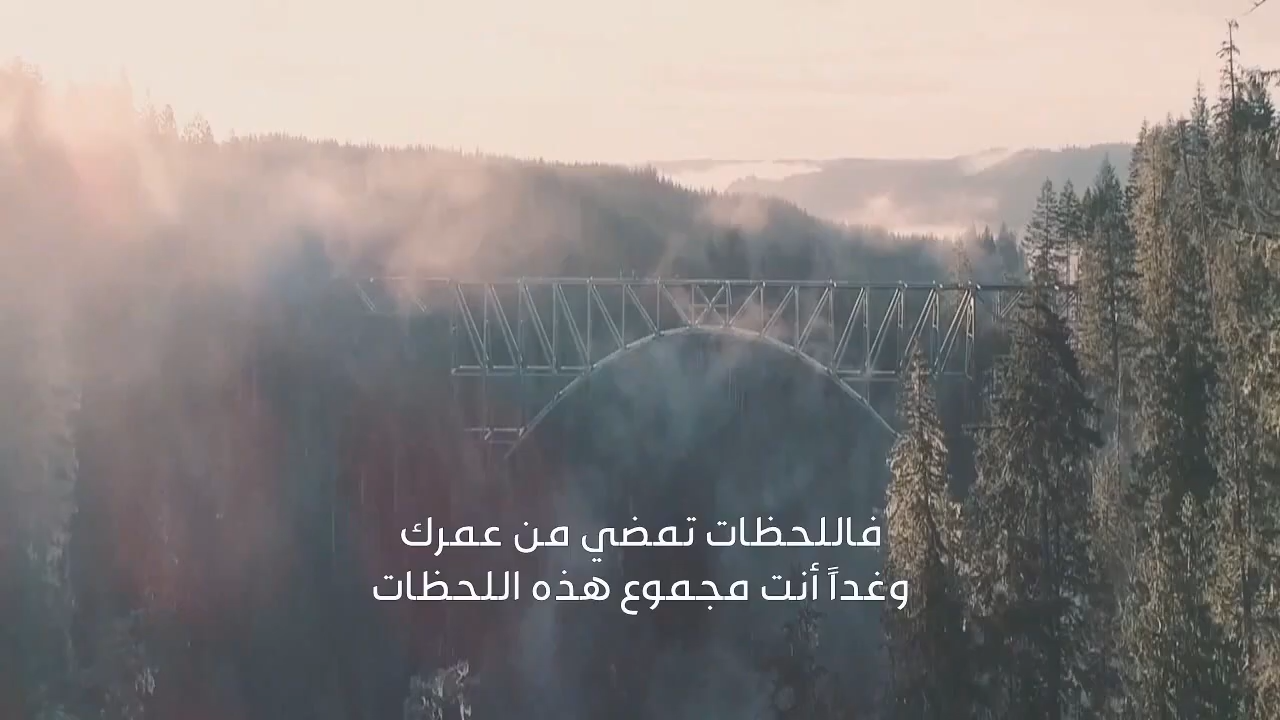 فاللحظات تمضي من عمرك
وغداً أنت مجموع هذه اللحظات